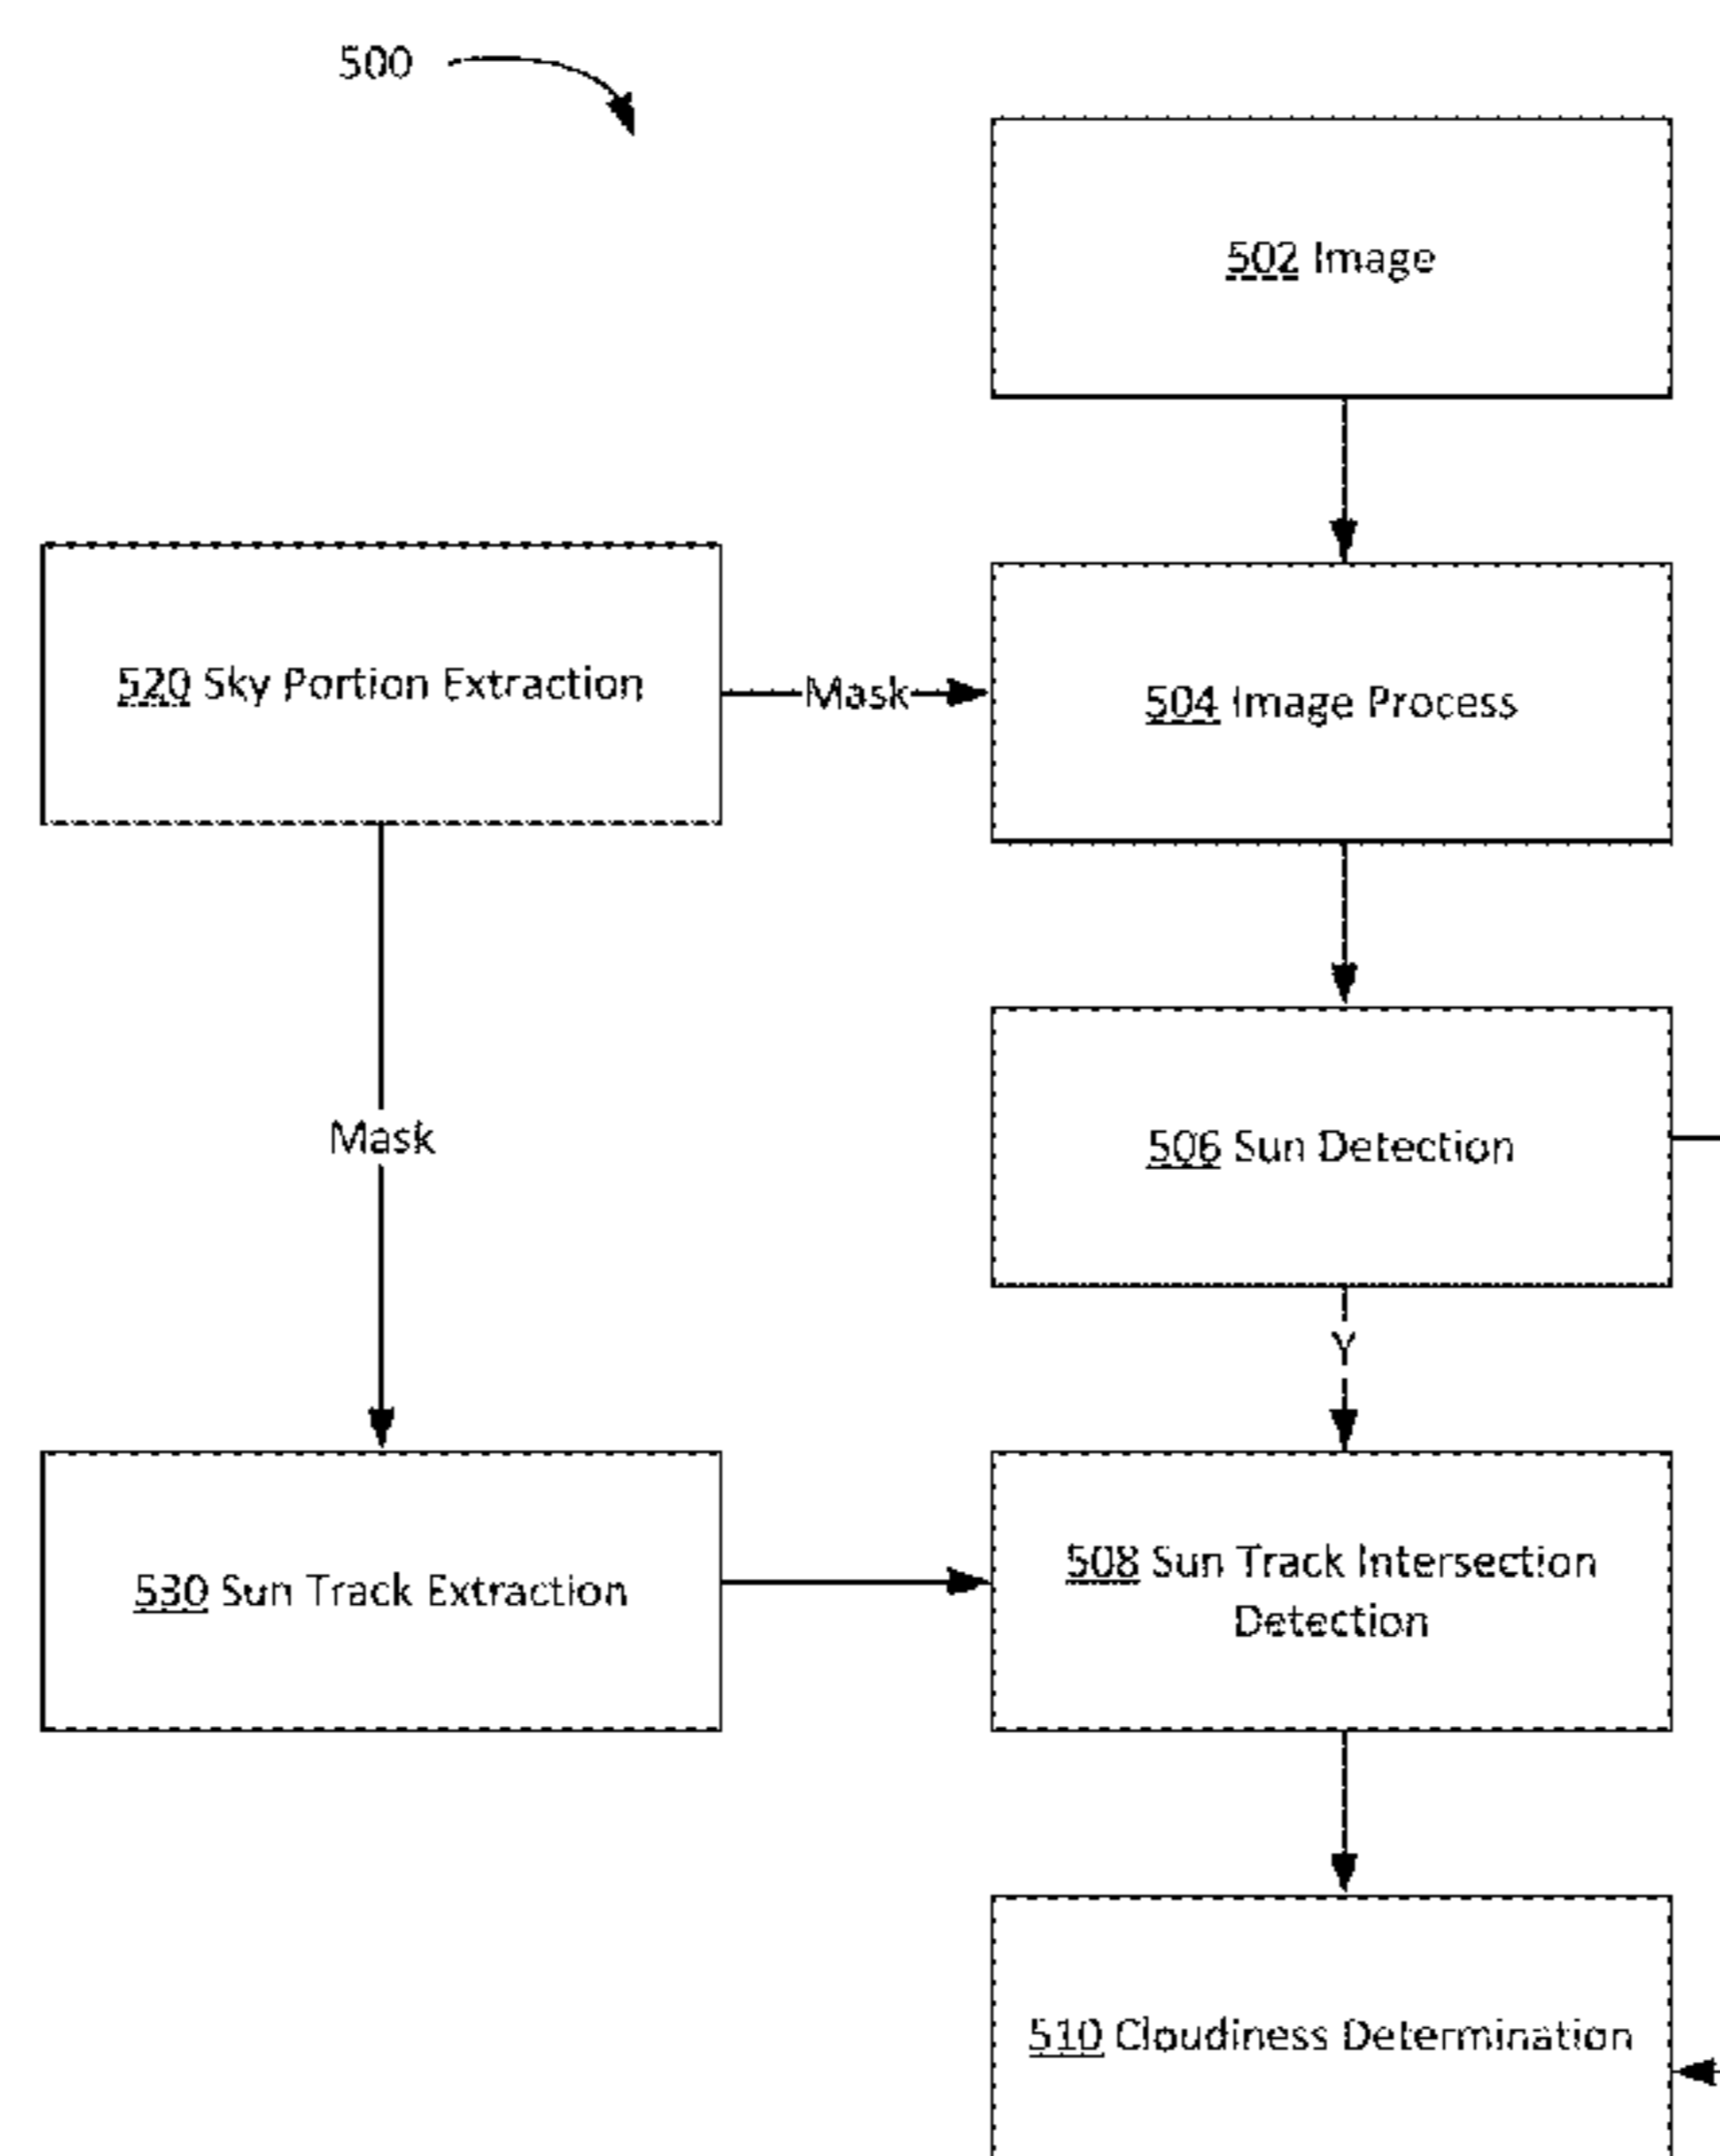 500
502 Image
520 Sky Portion Extraction
Mask
504 Image Process
Mask
506 Sun Detection
Y
530 Sun Track Extraction
508 Sun Track Intersection
Detection
510 Cloudiness Determination